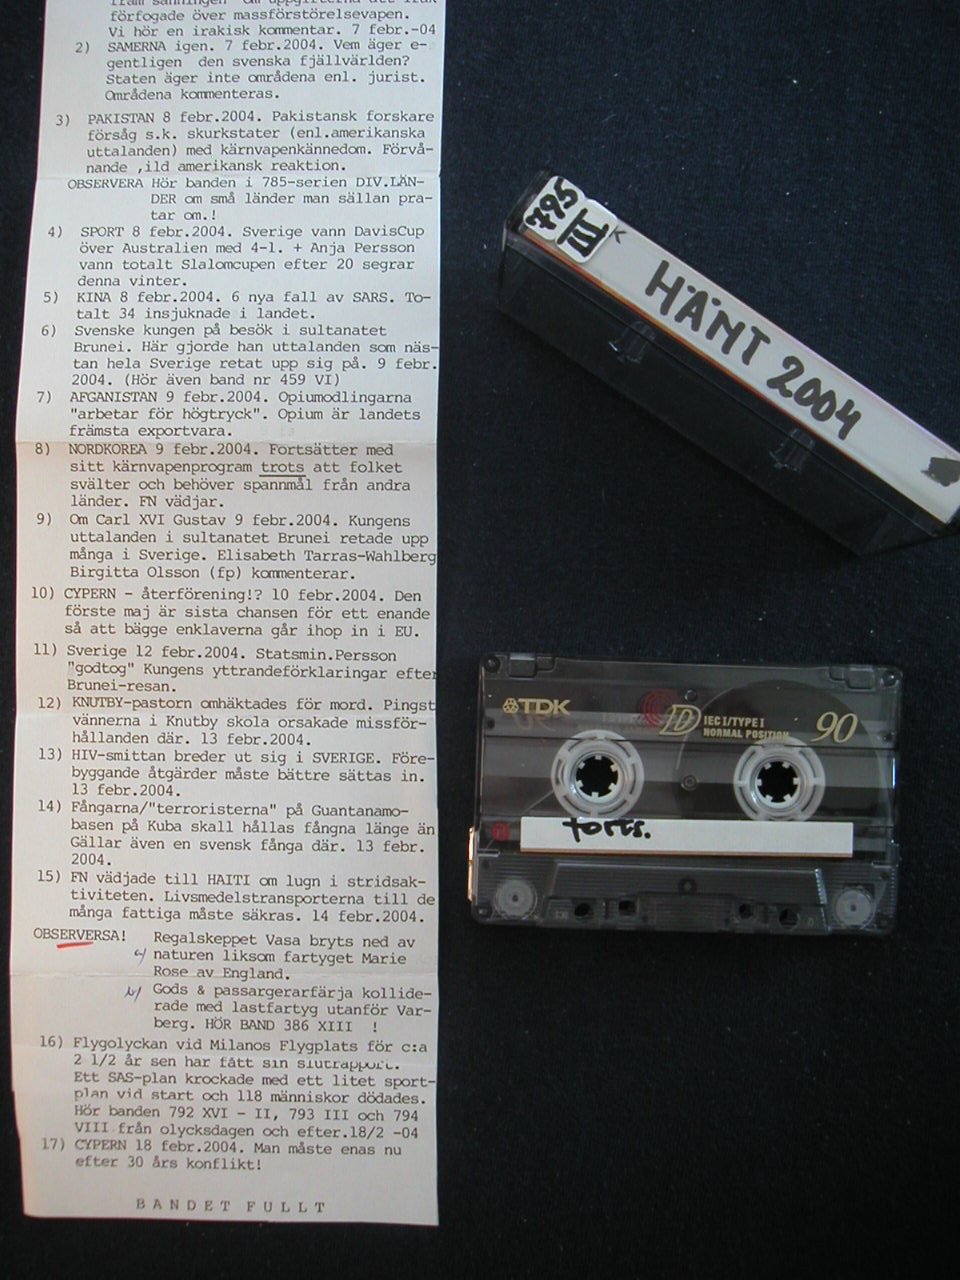 förfogade över massförstörelsevapen.
Vi hör en irakisk kommentar. 7 febr.-04
2) SAMERNA igen. 7 febr.2004. Vem äger e-
gentligen den svenska fjällvärlden?
Staten äger inte områdena enl. jurist.
Områdena kommenteras.
3) PAKISTAN 8 febr.2004. Pakistansk forskare
försåg s.k. skurkstater (enl.amerikanska
uttalanden) med kärnvapenkännedom. Förvå-
nande ,ild amerikansk reaktion.
OBSERVERA Hör banden i 785-serien DIV.LÄN-
DER om små länder man sällan pra-
tar om.!
4) SPORT 8 febr.2004. Sverige vann DavisCup
över Australien med 4-1. + Anja Persson
vann totalt Slalomcupen efter 20 segrar
denna vinter.
5) KINA 8 febr.2004. 6 nya fall av SARS. To-
talt 34 insjuknade i landet.
6) Svenske kungen på besök i sultanatet
Brunei. Här gjorde han uttalanden som näs-
tan hela Sverige retat upp sig på. 9 febr.
2004. (Hör även band nr 459 VI)
7) AFGANISTAN 9 febr.2004. Opiumodlingarna
"arbetar för högtryck". Opium är landets
främsta exportvara.
8) NORDKOREA 9 febr.2004. Fortsätter med
sitt kärnvapenprogram trots att folket
svälter och behöver spannmål från andra
länder. FN vädjar.
9) Om Carl XVI Gustav 9 febr.2004. Kungens
uttalanden i sultanatet Brunei retade upp
många i Sverige. Elisabeth Tarras-Wahlberg
Birgitta Olsson (fp) kommenterar.
10) CYPERN - återförening!? 10 febr.2004. Den
förste maj är sista chansen för ett enande
så att bägge enklaverna går ihop in i EU.
11) Sverige 12 febr.2004. Statsmin.Persson
"godtog" Kungens yttrandeförklaringar efter
Brunei-resan.
12) KNUTBY-pastorn omhäktades för mord. Pingst
vännerna i Knutby skola orsakade missför-
hållanden där. 13 febr.2004.
13) HIV-smittan breder ut sig i SVERIGE. Före-
byggande åtgärder måste bättre sättas in.
13 febr.2004.
14) Fångarna/"terroristerna" på Guantanamo-
basen på Kuba skall hållas fångna länge än
Gällar även en svensk fånga där. 13 febr.
2004.
15) FN vädjade till HAITI om lugn i stridsak-
tiviteten. Livsmedelstransporterna till de
många fattiga måste säkras. 14 febr.2004.
OBSERVERSA! Regalskeppet Vasa bryts ned av
a/ naturen liksom fartyget Marie
Rose av England.
b/ Gods & passargerarfärja kollide-
rade med lastfartyg utanför Var-
berg. HÖR BAND 386 XIII !
16) Flygolyckan vid Milanos Flygplats för c:a
2 1/2 år sen har fått sin slutrapport.
Ett SAS-plan krockade med ett litet sport-
plan vid start och 118 människor dödades.
Hör banden 792 XVI - II, 793 III och 794
VIII från olycksdagen och efter.18/2 -04
17) CYPERN 18 febr.2004. Man måste enas nu
efter 30 års konflikt!
BANDET FULLT
795
III
K
HÄNT 2004
TDK
D IEC I/TYPE I
NORMAL POSITION
90
forts.